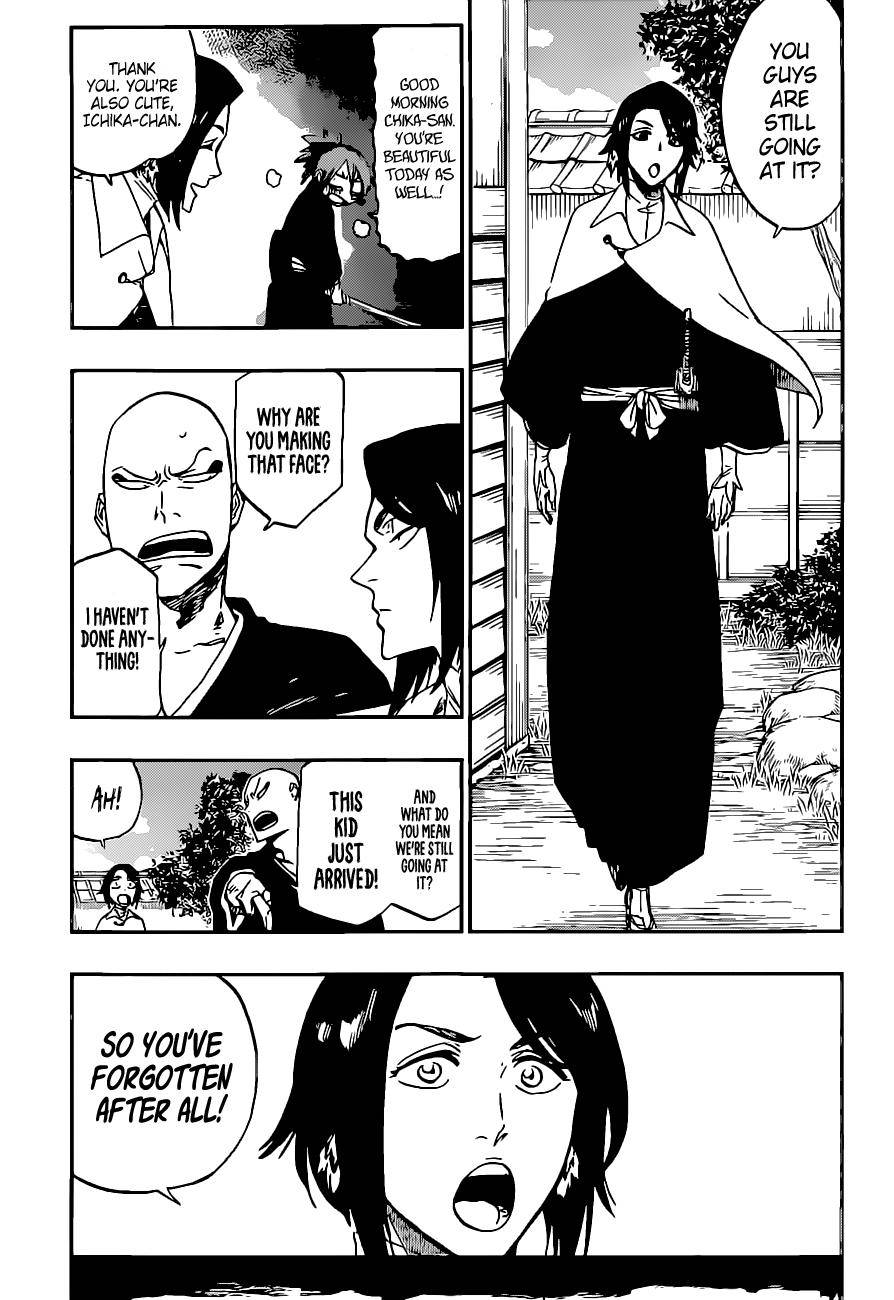 YOU
GUYS
ARE
STILL
GOING
AT IT?
GOOD
MORNING
CHIKA-SAN.
YOU'RE
BEAUTIFUL
TODAY AS
WELL...!
THANK
YOU. YOU'RE
ALSO CUTE,
ICHIKA-CHAN.
WHY ARE
YOU MAKING
THAT FACE?
I HAVEN'T
DONE ANY-
THING!
AND
WHAT DO
YOU MEAN
WE'RE STILL
GOING AT
IT?
THIS
KID
JUST
ARRIVED!
AH!
SO YOU'VE
FORGOTTEN
AFTER ALL!